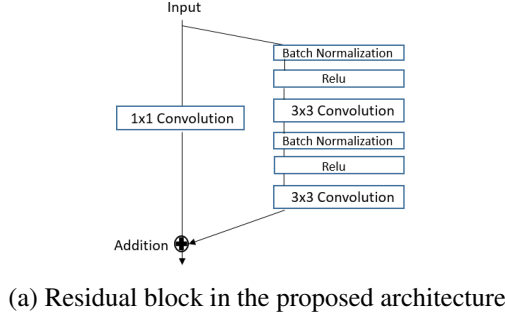 Input
Batch Normalization
Relu
3x3 Convolution
1x1 Convolution
Batch Normalization
Relu
3x3 Convolution
Addition
(a) Residual block in the proposed architecture